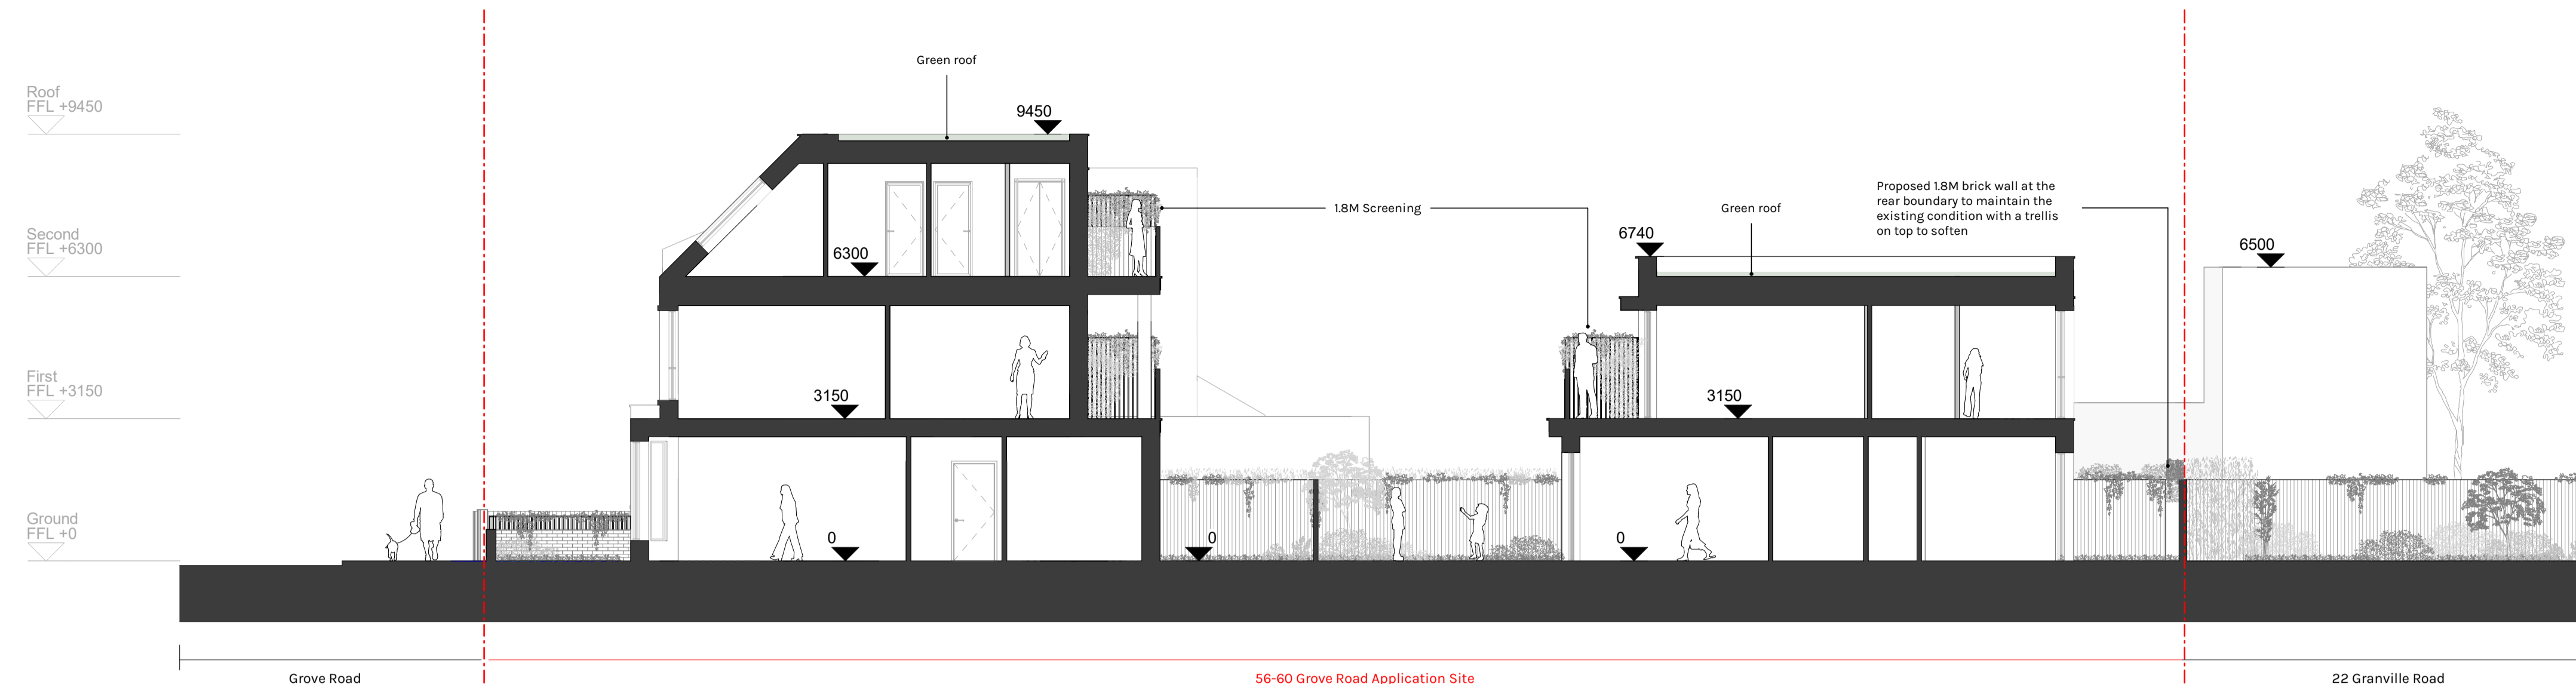 Green roof
Roof
FFL +9450
9450
Proposed 1.8M brick wall at the
rear boundary to maintain the
existing condition with a trellis
on top to soften
1.8M Screening
Green roof
Second
FFL +6300
6300
6740
6500
First
FFL +3150
3150
3150
Ground
FFL +0
0
0
0
Grove Road
56-60 Grove Road Application Site
22 Granville Road